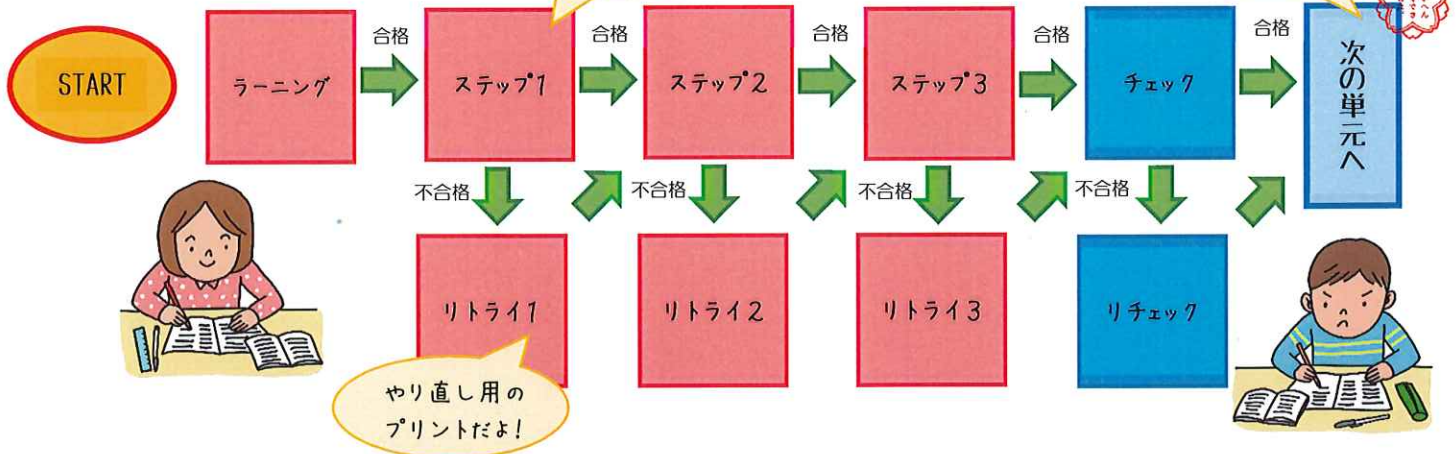 START
ラーニング
合格
ステップ1
合格
ステップ2
合格
ステップ3
合格
チェック
合格
次の単元へ
不合格
不合格
不合格
不合格
リトライ1
リトライ2
リトライ3
リチェック
やり直し用の
プリントだよ!